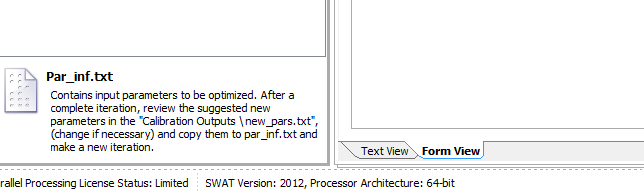 Par_inf.txt
Contains input parameters to be optimized. After a
complete iteration, review the suggested new
parameters in the "Calibration Outputs \new_pars.txt",
(change if necessary) and copy them to par_inf.txt and
make a new iteration.
Text View Form View
rallel Processing License Status: Limited SWAT Version: 2012, Processor Architecture: 64-bit